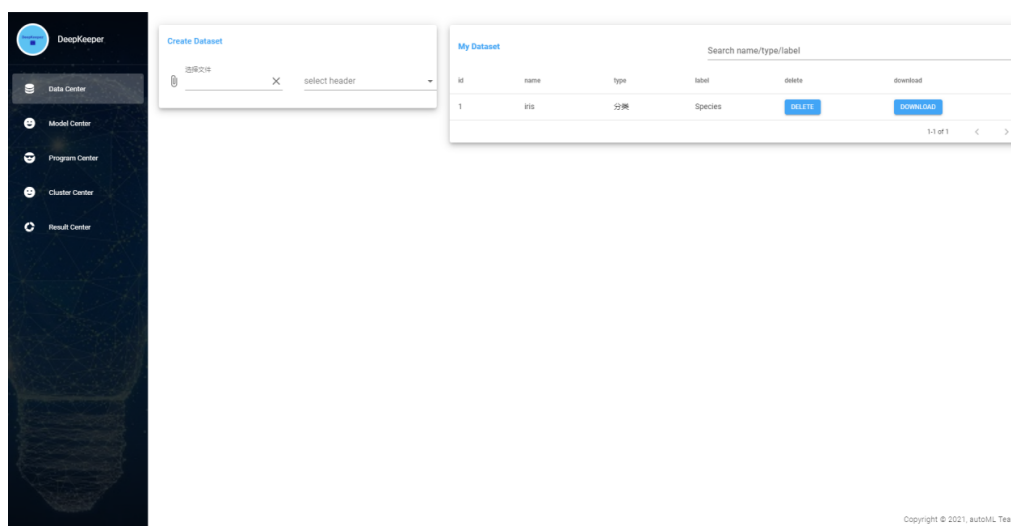 DeepKeeper
Data Center
Model Center
Program Center
Cluster Center
Result Center
Create Dataset
选择文件
select header
My Dataset
Search name/type/label
id name type label delete download
1 iris 分类 Species DELETE DOWNLOAD
1-1 of 1
Copyright © 2021, autoML Tea